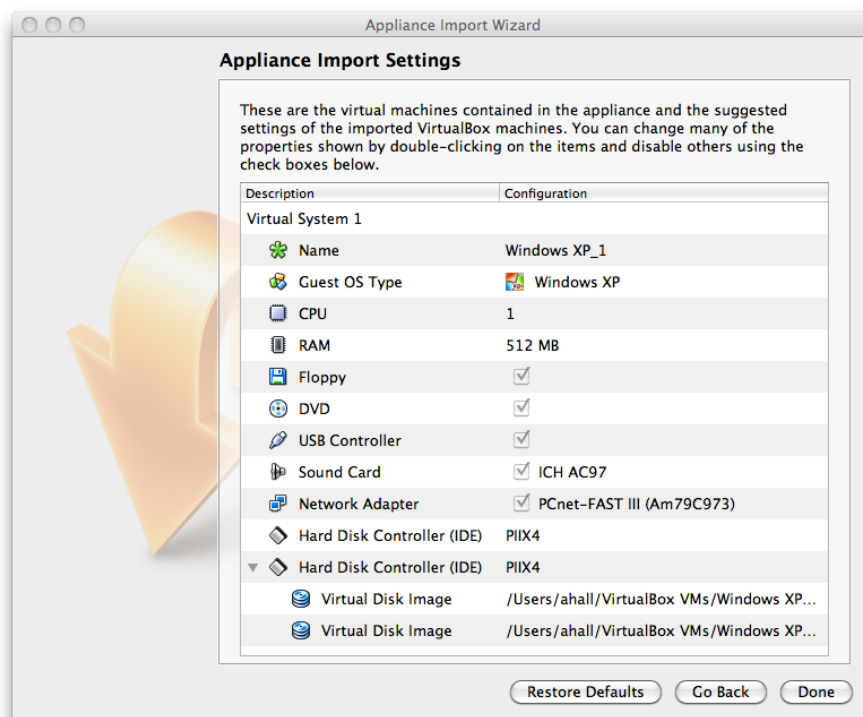 Appliance Import Wizard
Appliance Import Settings
These are the virtual machines contained in the appliance and the suggested
settings of the imported VirtualBox machines. You can change many of the
properties shown by double-clicking on the items and disable others using the
check boxes below.
Description Configuration
Virtual System 1
Name Windows XP_1
Guest OS Type Windows XP
CPU 1
RAM 512 MB
Floppy
DVD
USB Controller
Sound Card ICH AC97
Network Adapter PCnet-FAST III (Am79C973)
Hard Disk Controller (IDE) PIIX4
Hard Disk Controller (IDE) PIIX4
Virtual Disk Image /Users/ahall/VirtualBox VMs/Windows XP...
Virtual Disk Image /Users/ahall/VirtualBox VMs/Windows XP...
Restore Defaults Go Back Done